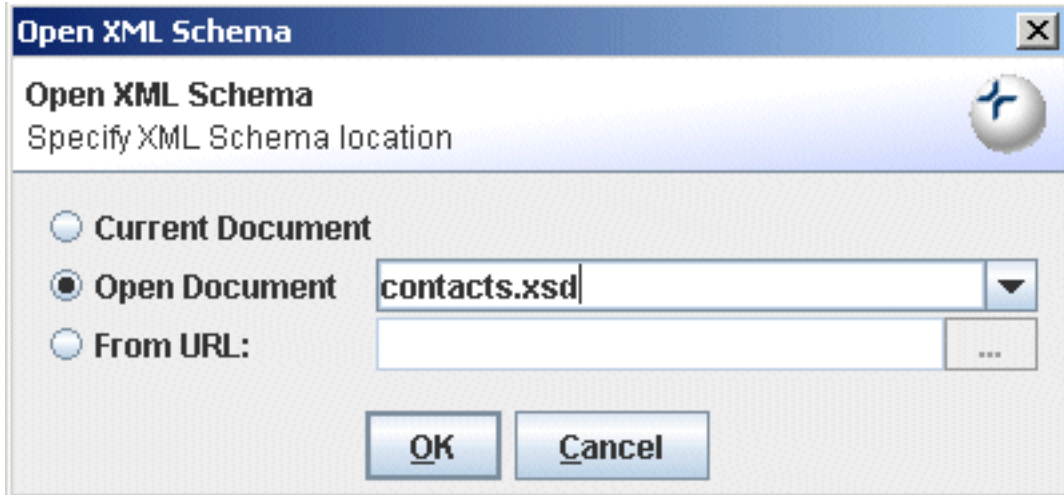 Open XML Schema
Open XML Schema
Specify XML Schema location
Current Document
Open Document contacts.xsd
From URL: ...
OK Cancel